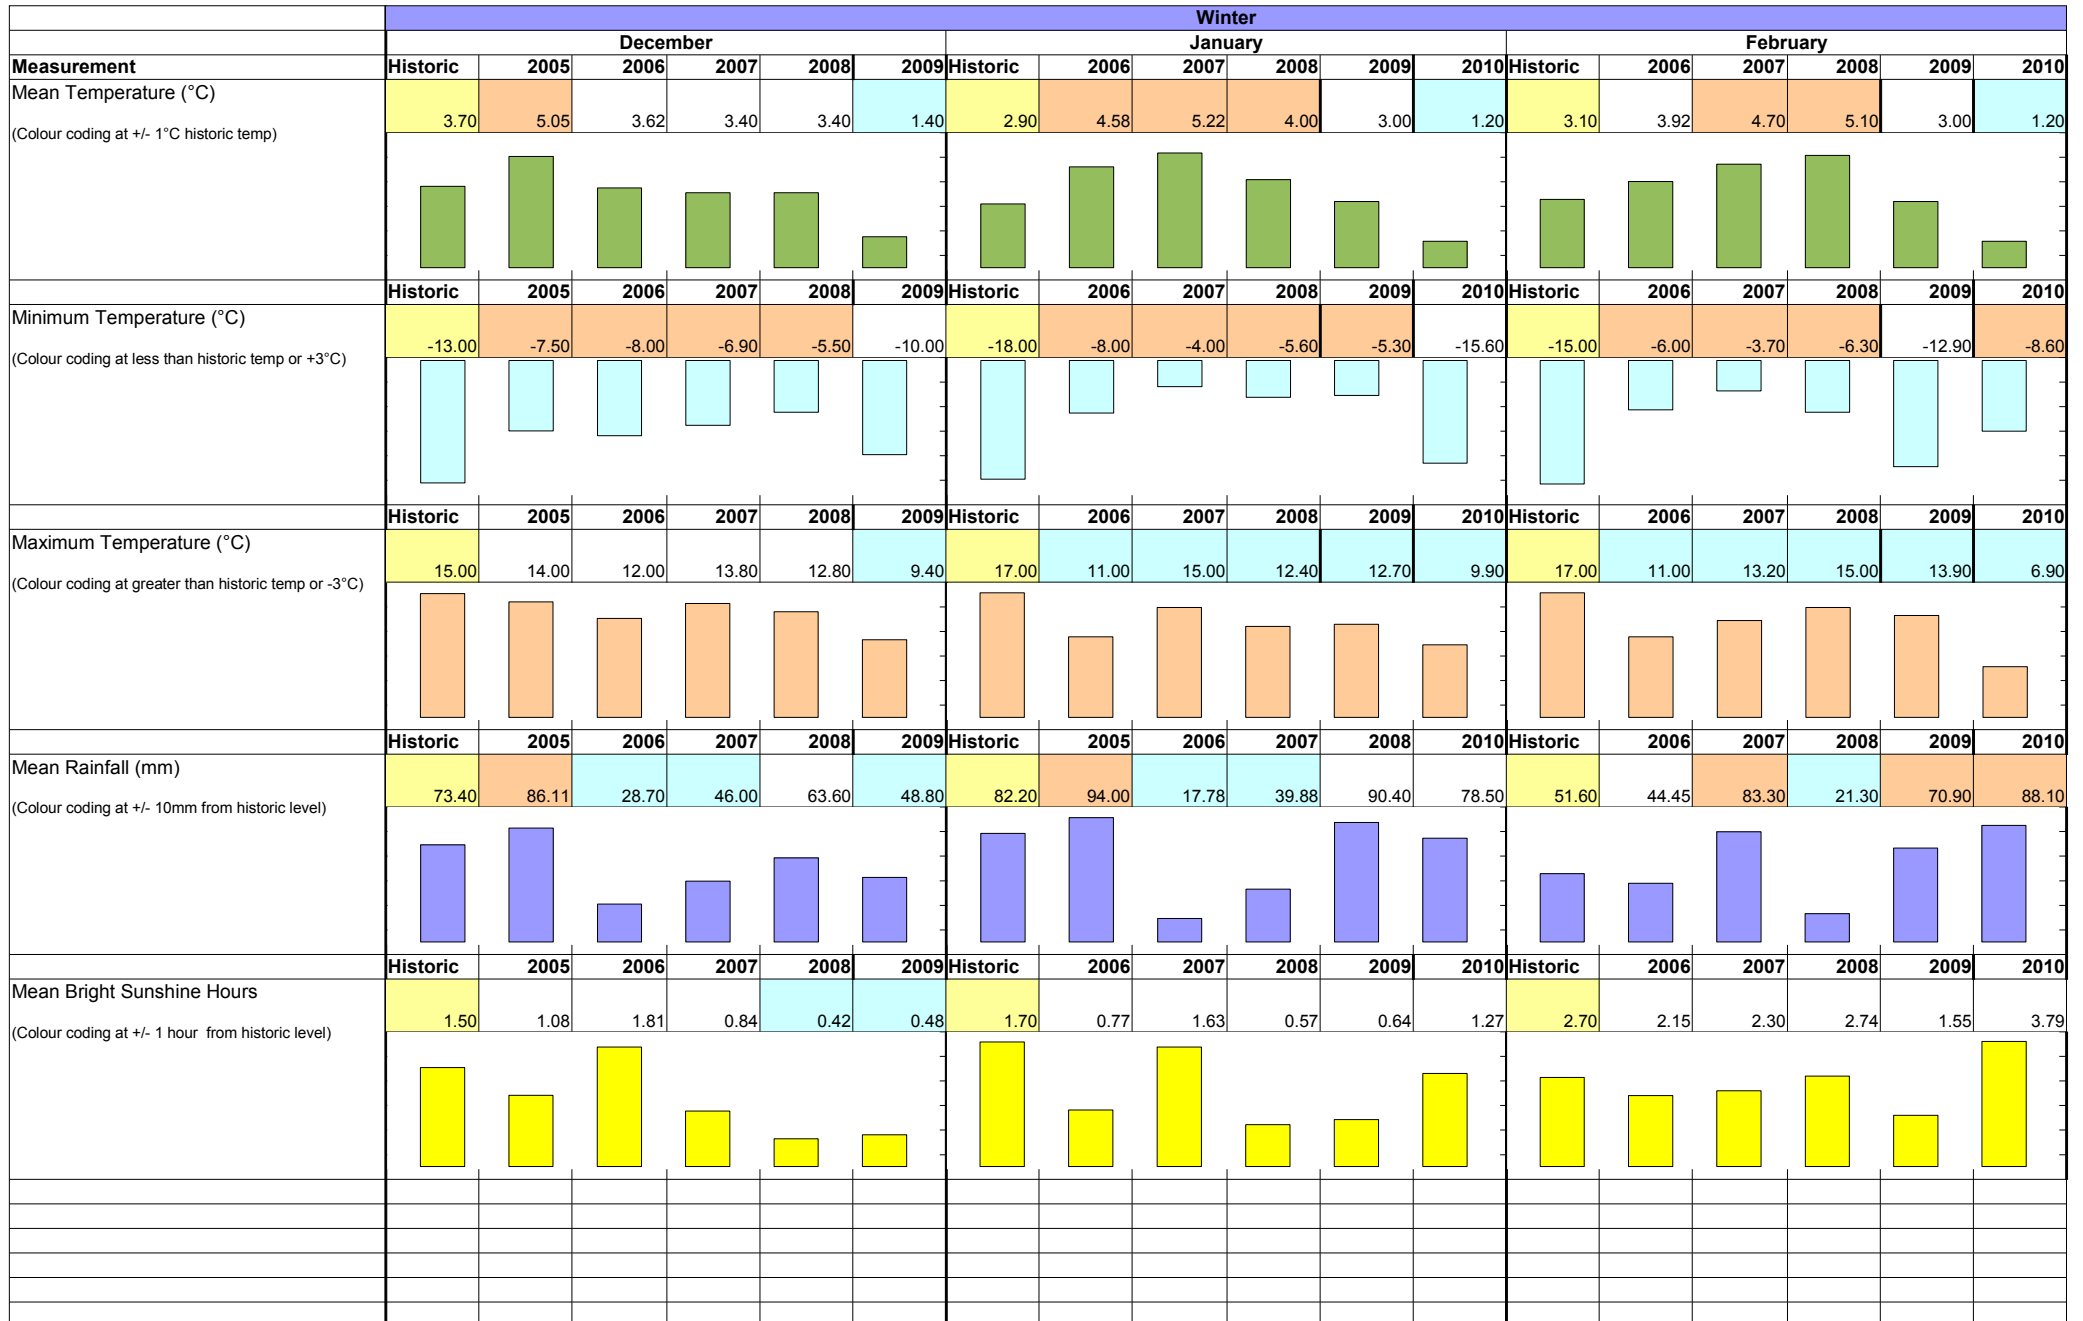 Winter
December January February
Measurement Historic 2005 2006 2007 2008 2009 Historic 2006 2007 2008 2009 2010 Historic 2006 2007 2008 2009 2010
Mean Temperature (°C)
3.70 5.05 3.62 3.40 3.40 1.40 2.90 4.58 5.22 4.00 3.00 1.20 3.10 3.92 4.70 5.10 3.00 1.20
(Colour coding at +/- 1°C historic temp)
Historic 2005 2006 2007 2008 2009 Historic 2006 2007 2008 2009 2010 Historic 2006 2007 2008 2009 2010
Minimum Temperature (°C)
-13.00 -7.50 -8.00 -6.90 -5.50 -10.00 -18.00 -8.00 -4.00 -5.60 -5.30 -15.60 -15.00 -6.00 -3.70 -6.30 -12.90 -8.60
(Colour coding at less than historic temp or +3°C)
Historic 2005 2006 2007 2008 2009 Historic 2006 2007 2008 2009 2010 Historic 2006 2007 2008 2009 2010
Maximum Temperature (°C)
15.00 14.00 12.00 13.80 12.80 9.40 17.00 11.00 15.00 12.40 12.70 9.90 17.00 11.00 13.20 15.00 13.90 6.90
(Colour coding at greater than historic temp or -3°C)
Historic 2005 2006 2007 2008 2009 Historic 2005 2006 2007 2009 2010 Historic 2006 2007 2008 2009 2010
Mean Rainfall (mm)
73.40 86.11 28.70 46.00 63.60 48.80 82.20 94.00 17.78 39.88 90.40 78.50 51.60 44.45 83.30 21.30 70.90 88.10
(Colour coding at +/- 10mm from historic level)
Historic 2005 2006 2007 2008 2009 Historic 2006 2007 2008 2009 2010 Historic 2006 2007 2008 2009 2010
Mean Bright Sunshine Hours
1.50 1.08 1.81 0.84 0.42 0.48 1.70 0.77 1.63 0.57 0.64 1.27 2.70 2.15 2.30 2.74 1.55 3.79
(Colour coding at +/- 1 hour from historic level)